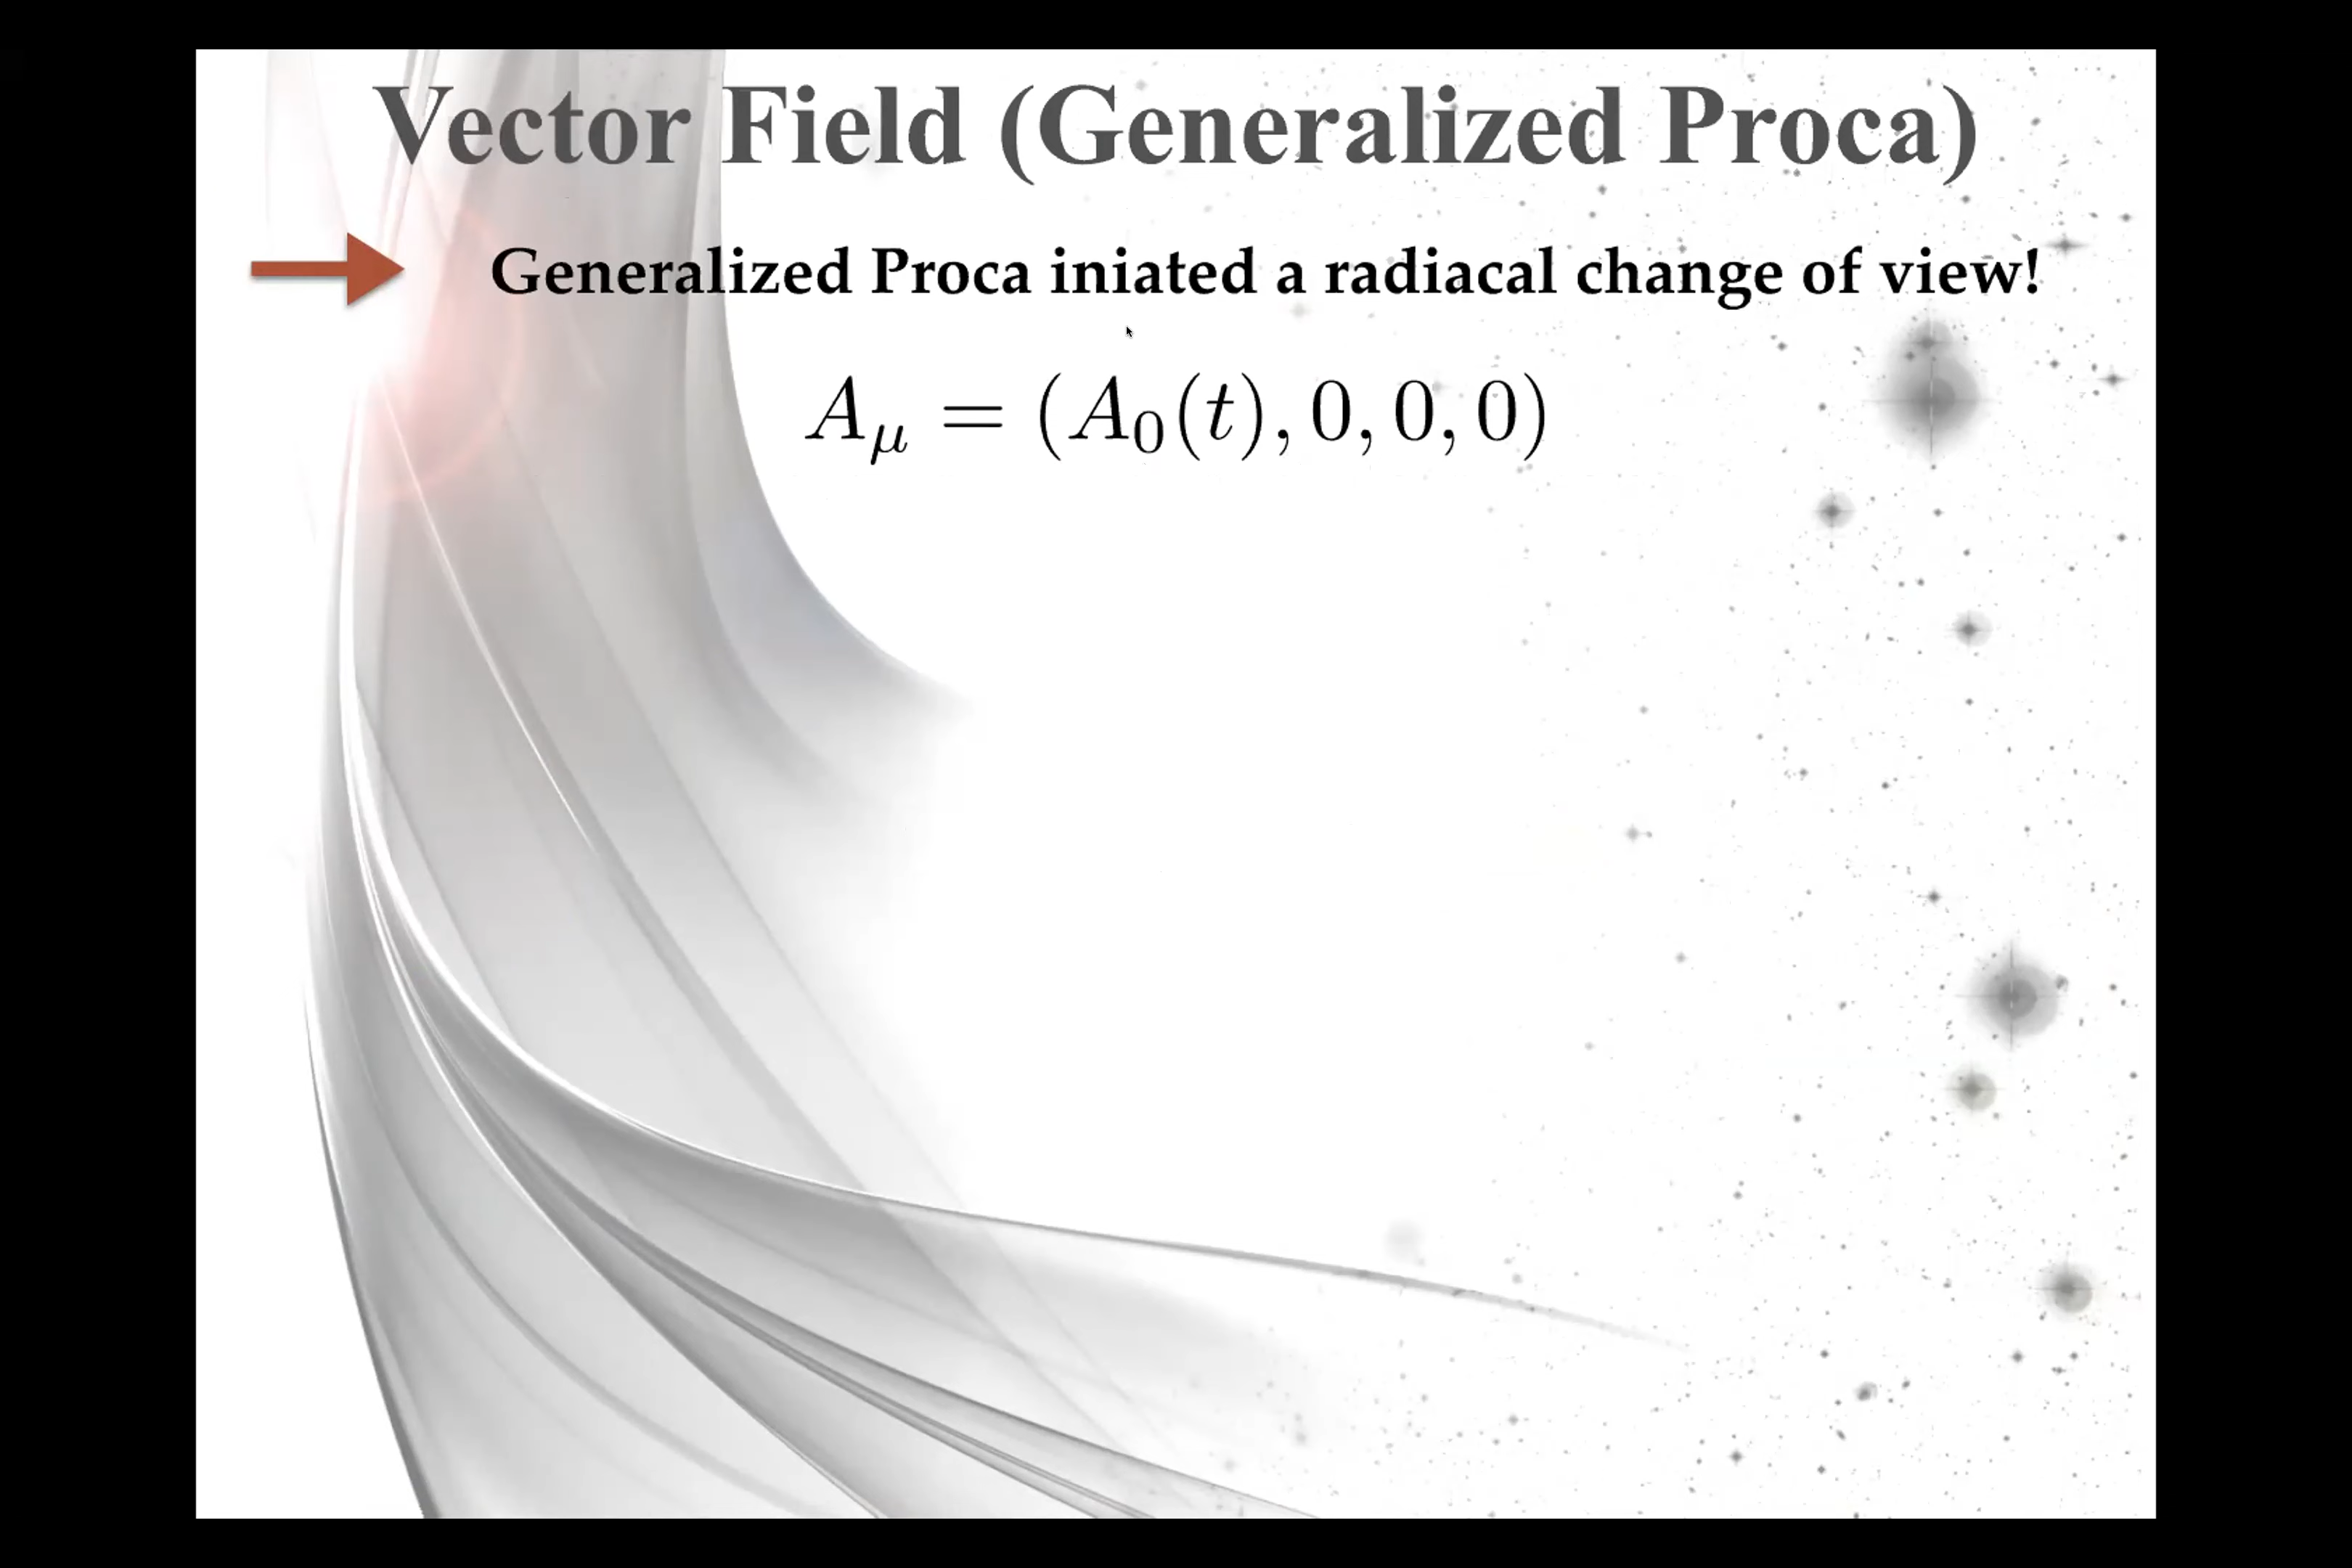 Vector Field (Generalized Proca)
Generalized Proca iniated a radiacal change of view!
A_μ = (A_0(t), 0, 0, 0)